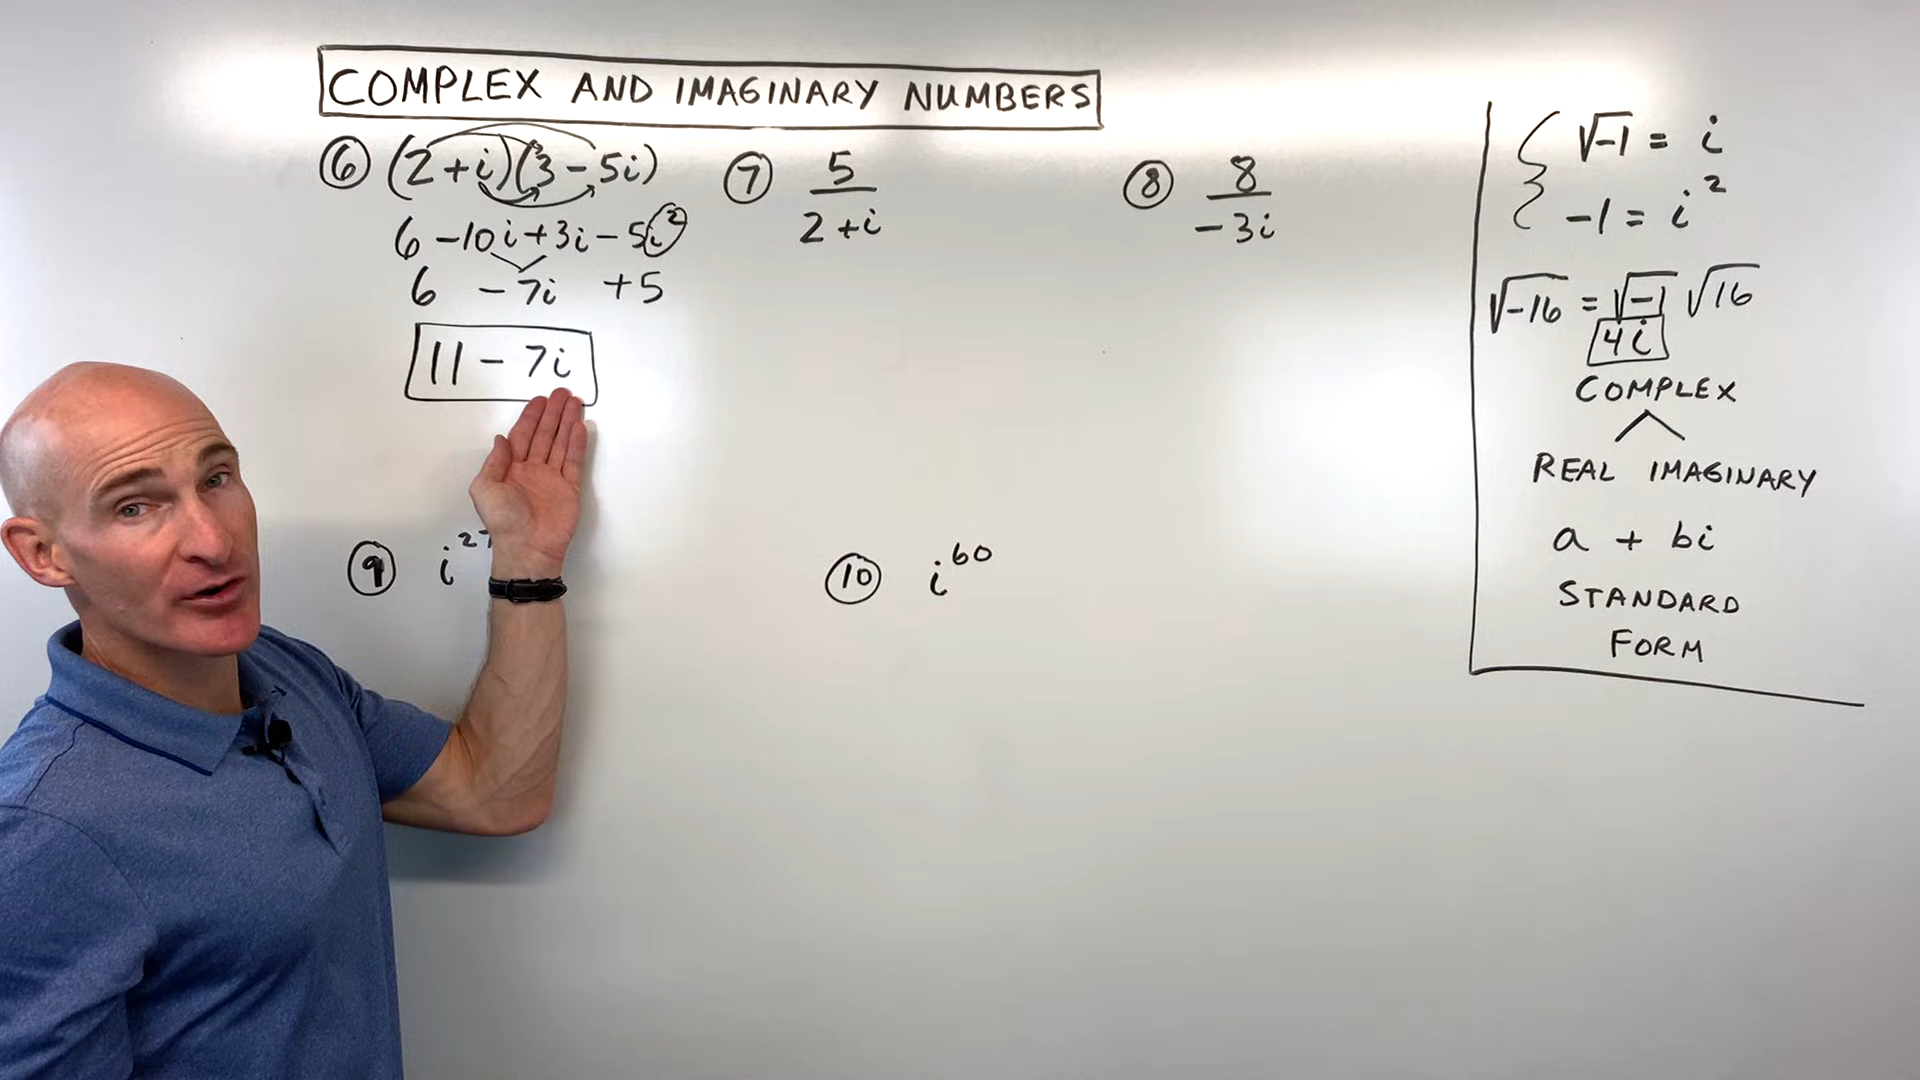 COMPLEX AND IMAGINARY NUMBERS
⑥ (2+i)(3-5i)
6 -10i+3i-5i²
6 -7i +5
11-7i
⑦ 5/(2+i)
⑧ 8/(-3i)
⑨ i²⁷
⑩ i⁶⁰
√-1 = i
-1 = i²
√-16 = √-1 √16
4i
COMPLEX
REAL IMAGINARY
a + bi
STANDARD
FORM